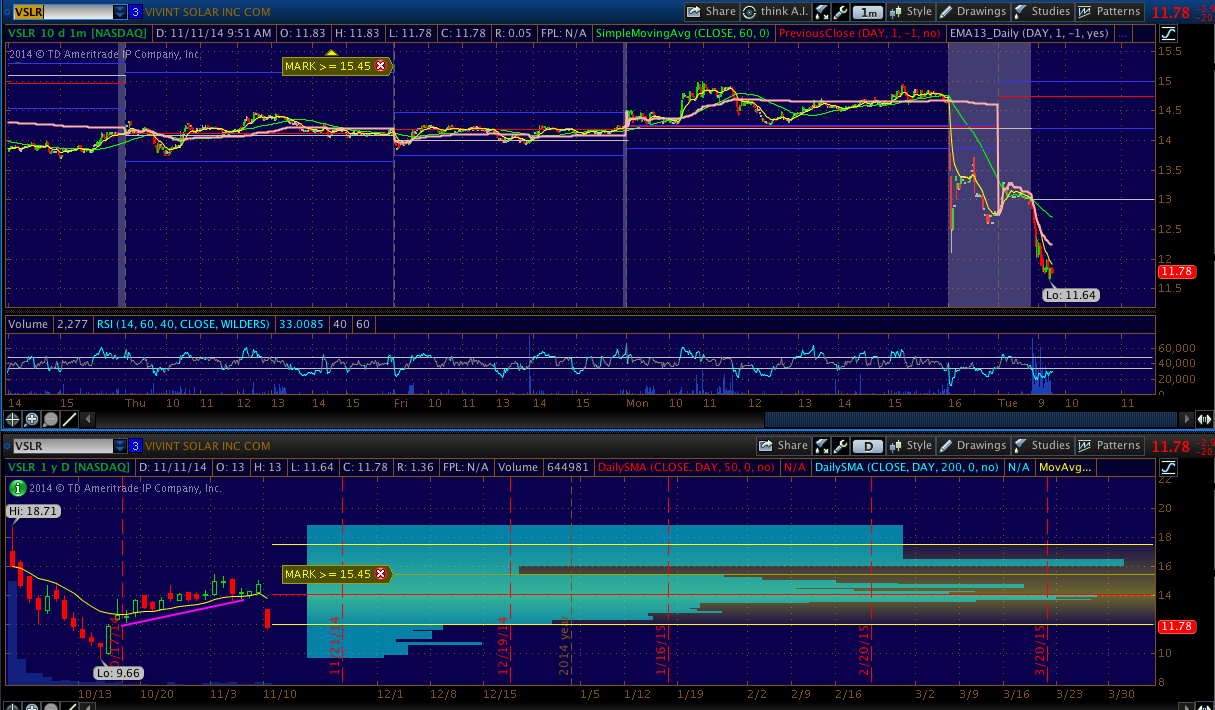 VSLR 3 VIVINT SOLAR INC COM Share think A.I. 1m Style Drawings Studies Patterns 11.78
VSLR 10 d 1m [NASDAQ] D: 11/11/14 9:51 AM O: 11.83 H: 11.83 L: 11.78 C: 11.78 R: 0.05 FPL: N/A SimpleMovingAvg (CLOSE, 60, 0) PreviousClose (DAY, 1, -1, no) EMA13_Daily (DAY, 1, -1, yes) ...
2014 © TD Ameritrade IP Company, Inc.
15.5
MARK >= 15.45
15
14.5
14
13.5
13
12.5
12
11.78
11.5
Lo: 11.64
Volume 2,277 RSI (14, 60, 40, CLOSE, WILDERS) 33.0085 40 60
60,000
40,000
20,000
0
14 15 Thu 10 11 12 13 14 15 Fri 10 11 12 13 14 15 Mon 10 11 12 13 14 15 16 Tue 9 10 11
VSLR 3 VIVINT SOLAR INC COM Share D Style Drawings Studies Patterns 11.78
VSLR 1 y D [NASDAQ] D: 11/11/14 O: 13 H: 13 L: 11.64 C: 11.78 R: 1.36 FPL: N/A Volume 644981 DailySMA (CLOSE, DAY, 50, 0, no) N/A DailySMA (CLOSE, DAY, 200, 0, no) N/A MovAvg...
22
i 2014 © TD Ameritrade IP Company, Inc.
Hi: 18.71
20
18
16
MARK >= 15.45
14
11.78
10
8
Lo: 9.66
11/21/14
12/19/14
2014 year
1/16/15
2/20/15
3/20/15
10/13 10/20 11/3 11/10 12/1 12/8 12/15 1/5 1/12 1/19 2/2 2/9 2/16 3/2 3/9 3/16 3/23 3/30